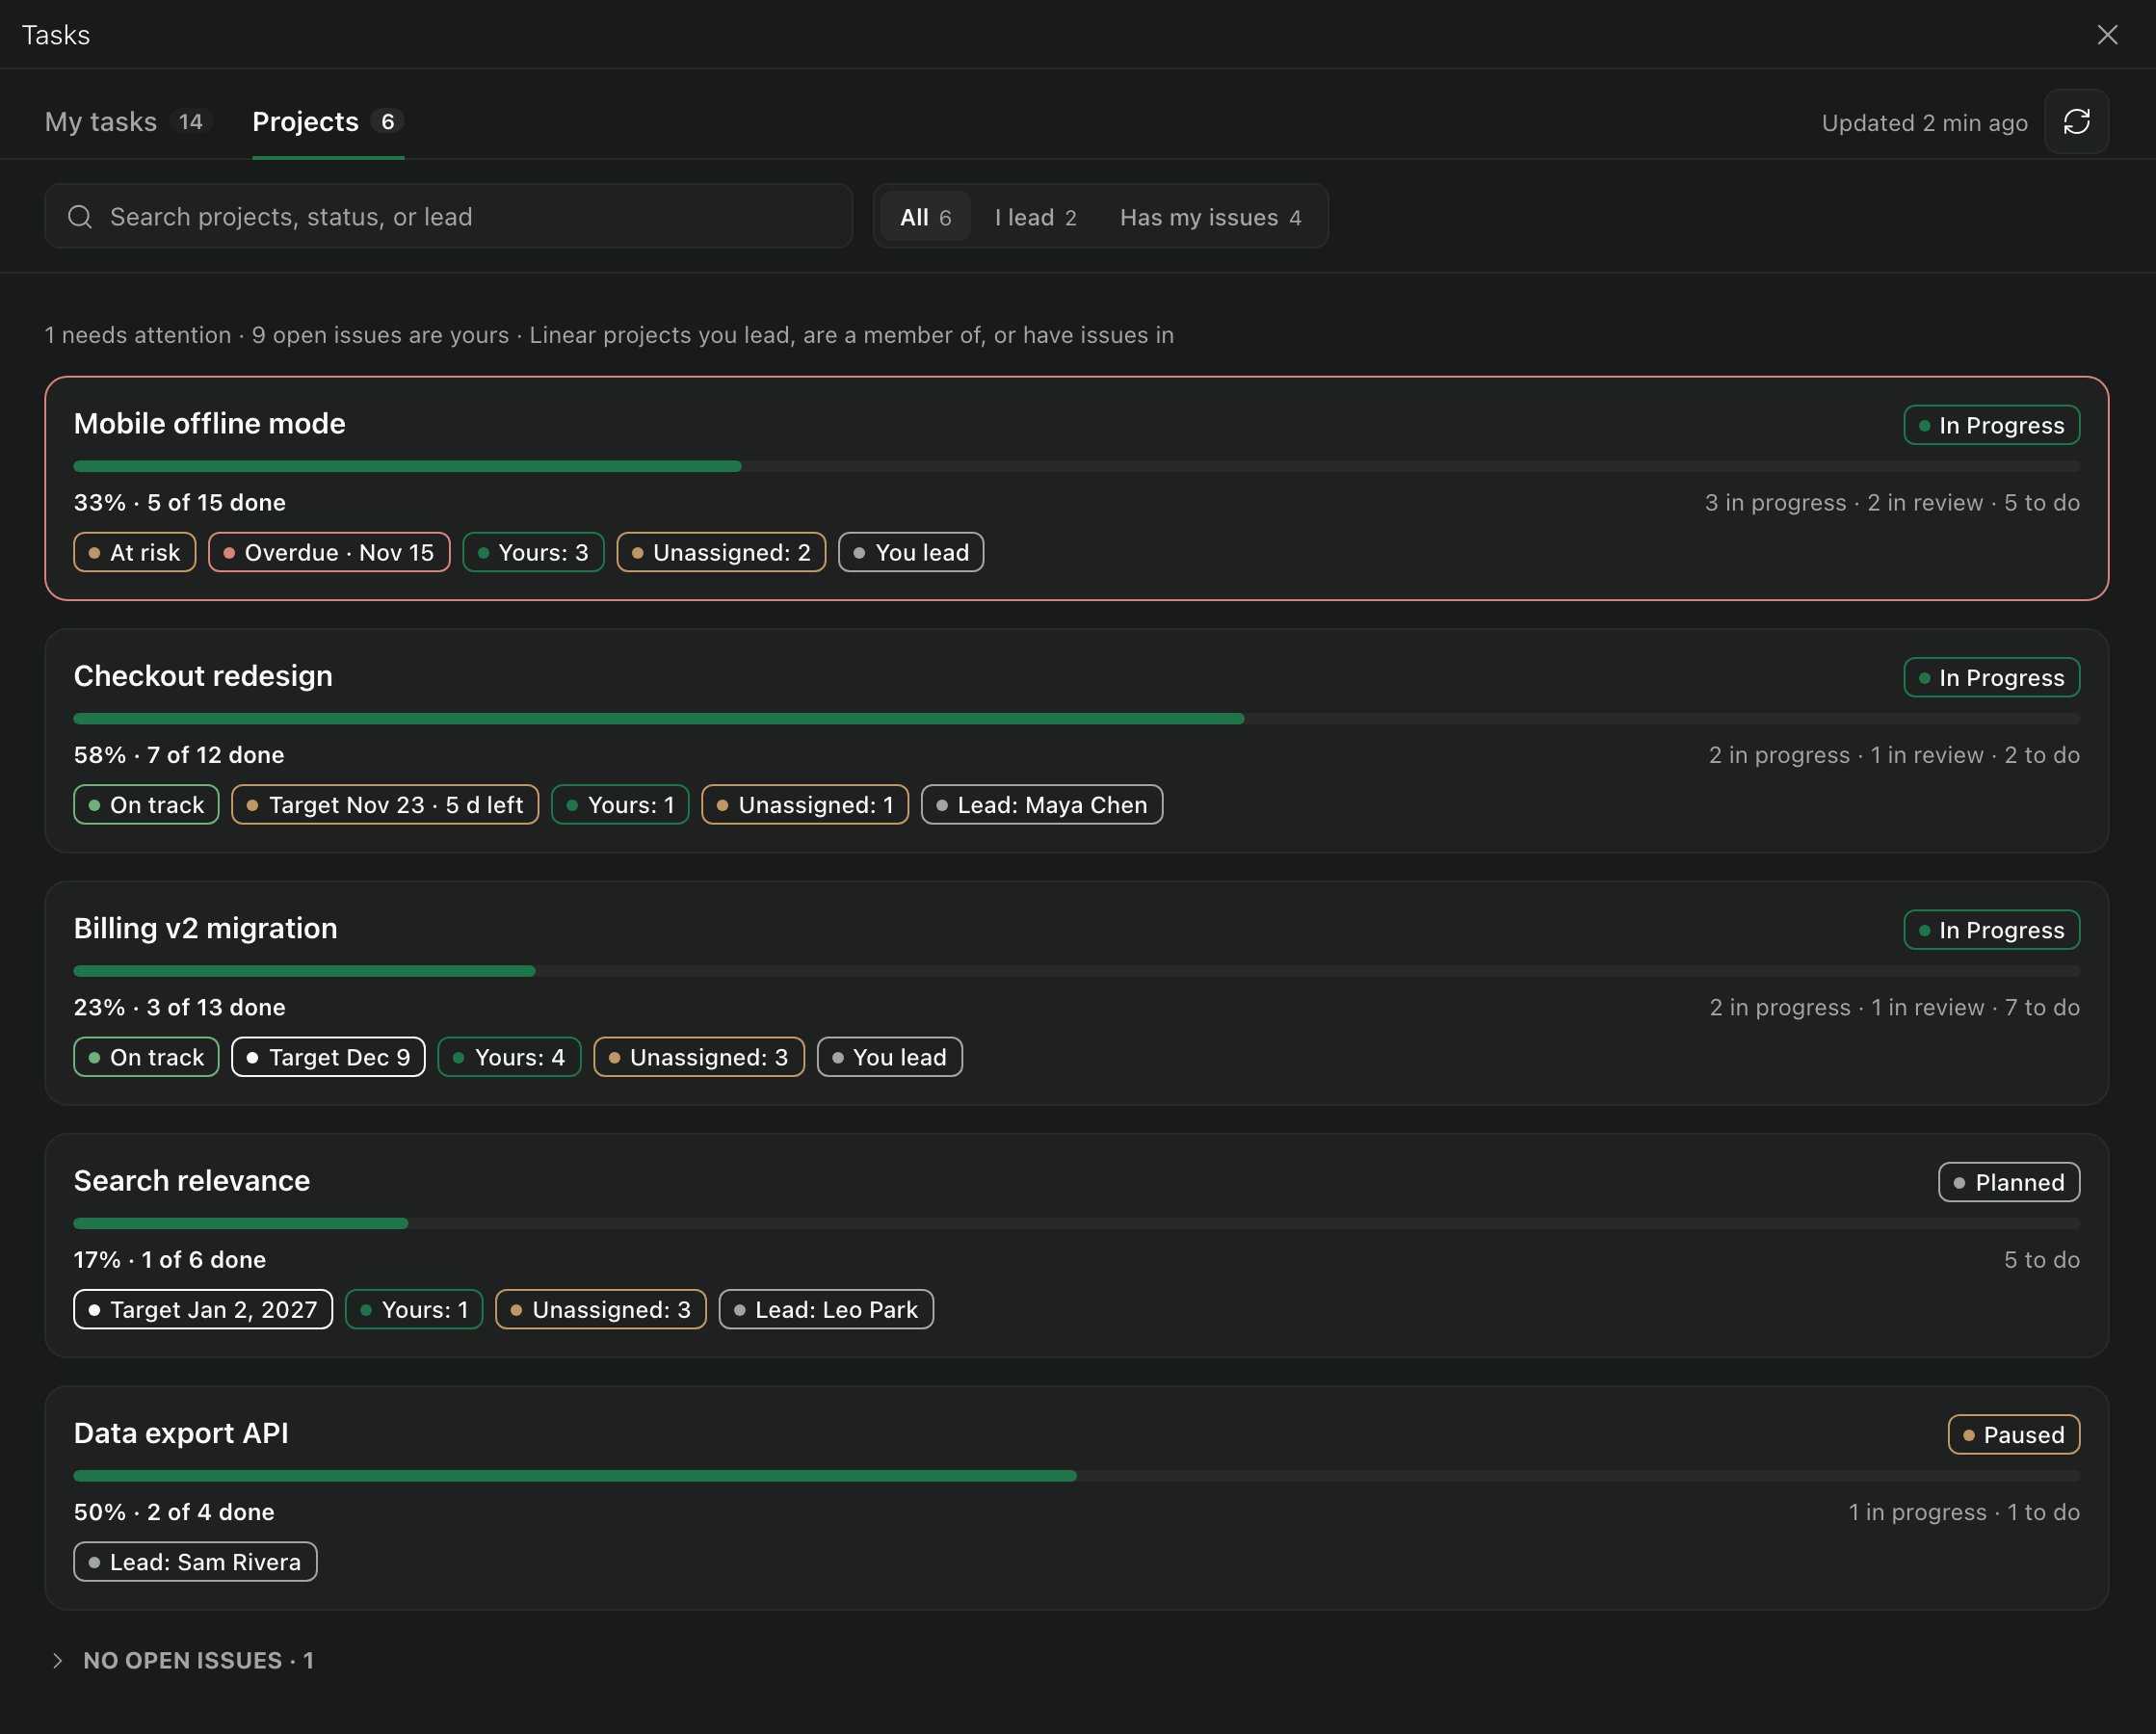 Tasks
My tasks 14 Projects 6 Updated 2 min ago
Search projects, status, or lead All 6 I lead 2 Has my issues 4
1 needs attention · 9 open issues are yours · Linear projects you lead, are a member of, or have issues in
Mobile offline mode In Progress
33% · 5 of 15 done 3 in progress · 2 in review · 5 to do
At risk Overdue · Nov 15 Yours: 3 Unassigned: 2 You lead
Checkout redesign In Progress
58% · 7 of 12 done 2 in progress · 1 in review · 2 to do
On track Target Nov 23 · 5 d left Yours: 1 Unassigned: 1 Lead: Maya Chen
Billing v2 migration In Progress
23% · 3 of 13 done 2 in progress · 1 in review · 7 to do
On track Target Dec 9 Yours: 4 Unassigned: 3 You lead
Search relevance Planned
17% · 1 of 6 done 5 to do
Target Jan 2, 2027 Yours: 1 Unassigned: 3 Lead: Leo Park
Data export API Paused
50% · 2 of 4 done 1 in progress · 1 to do
Lead: Sam Rivera
NO OPEN ISSUES · 1